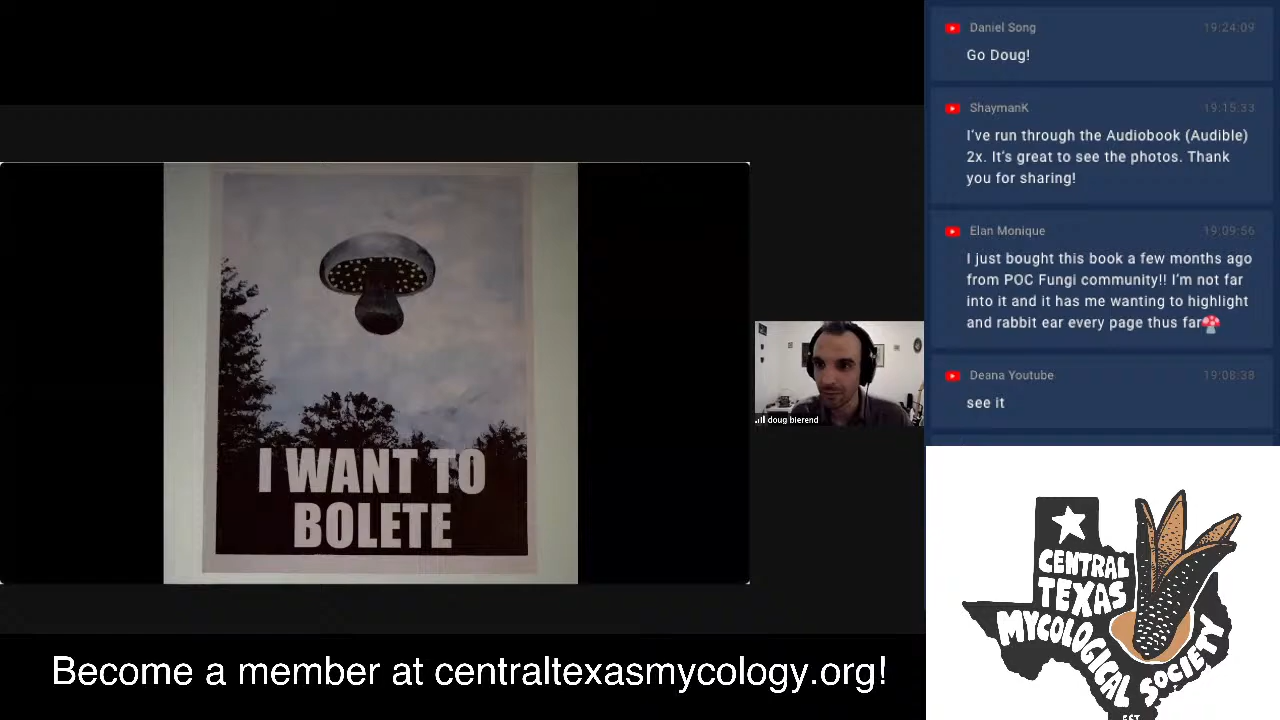 I WANT TO
BOLETE
doug bierend
Become a member at centraltexasmycology.org!
Daniel Song
19:24:09
Go Doug!
ShaymanK
19:15:33
I've run through the Audiobook (Audible)
2x. It's great to see the photos. Thank
you for sharing!
Elan Monique
19:09:56
I just bought this book a few months ago
from POC Fungi community!! I'm not far
into it and it has me wanting to highlight
and rabbit ear every page thus far🍄
Deana Youtube
19:08:38
see it
CENTRAL
TEXAS
MYCOLOGICAL
SOCIETY
EST